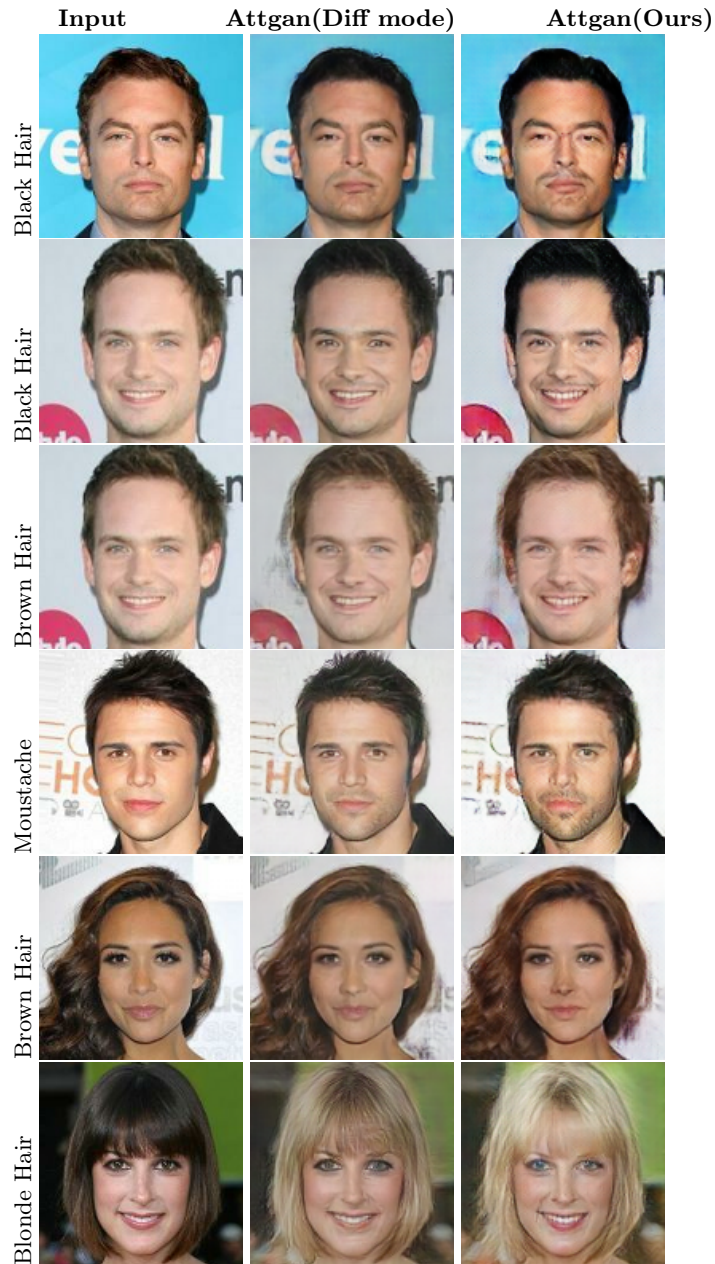 Input Attgan(Diff mode) Attgan(Ours)
Black Hair
Black Hair
Brown Hair
Moustache
Brown Hair
Blonde Hair